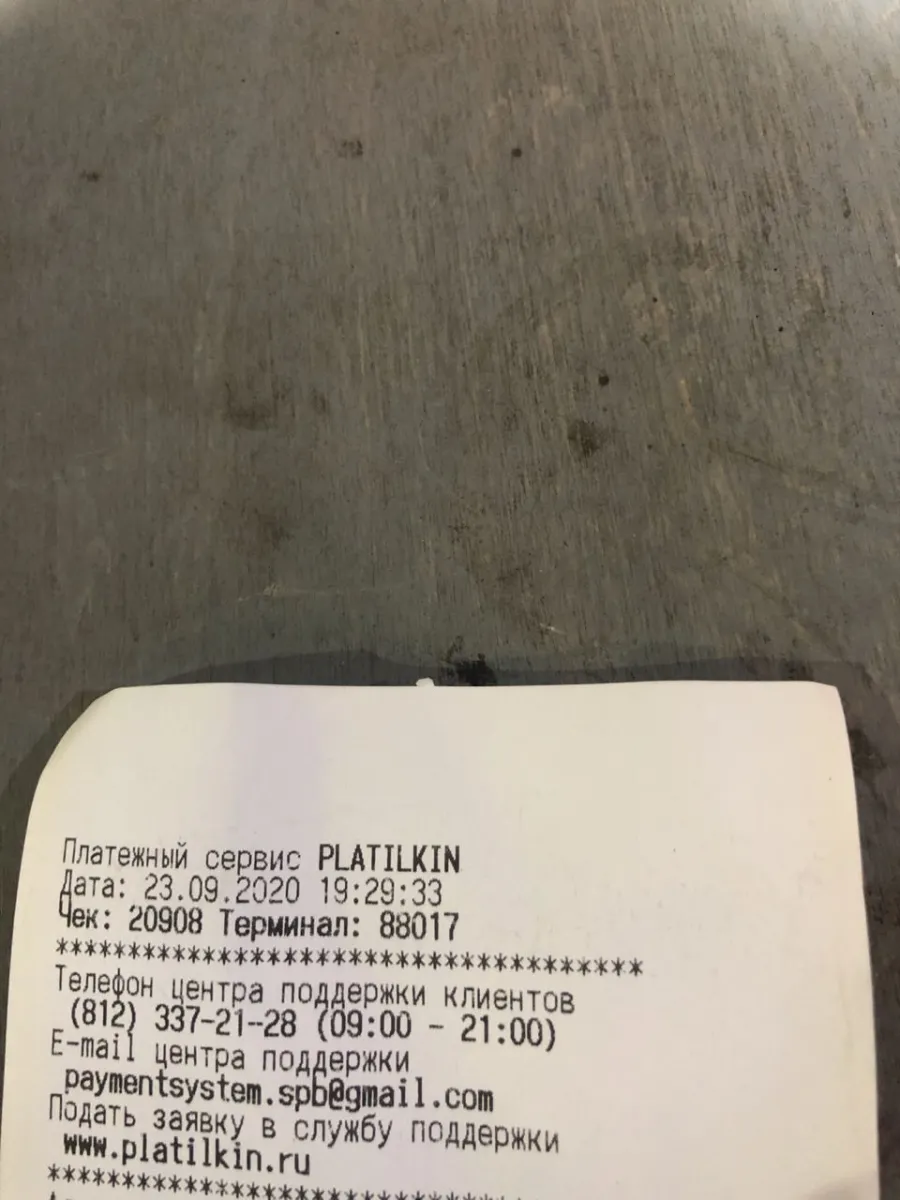 Платежный сервис PLATILKIN
Дата: 23.09.2020 19:29:33
Чек: 20908 Терминал: 88017
****************************************
Телефон центра поддержки клиентов
(812) 337-21-28 (09:00 - 21:00)
E-mail центра поддержки
paymentsystem.spb@gmail.com
Подать заявку в службу поддержки
www.platilkin.ru
****************************************